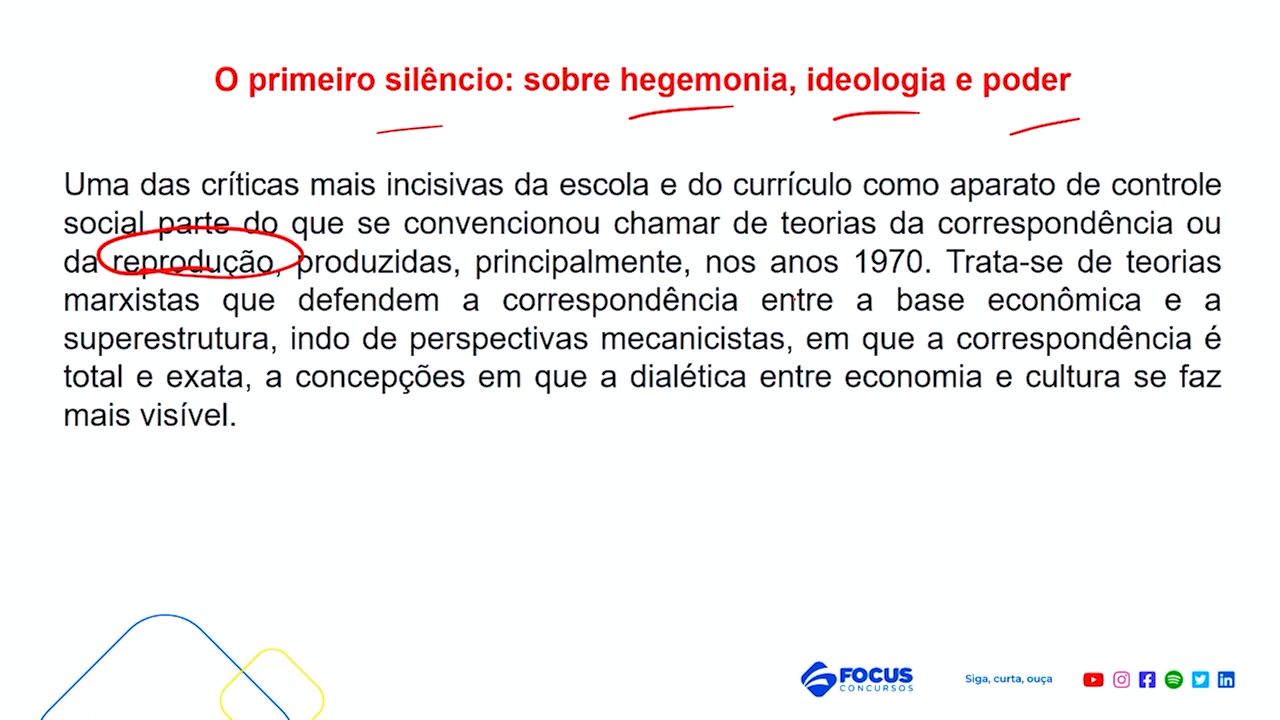 O primeiro silêncio: sobre hegemonia, ideologia e poder
Uma das críticas mais incisivas da escola e do currículo como aparato de controle
social parte do que se convencionou chamar de teorias da correspondência ou
da reprodução, produzidas, principalmente, nos anos 1970. Trata-se de teorias
marxistas que defendem a correspondência entre a base econômica e a
superestrutura, indo de perspectivas mecanicistas, em que a correspondência é
total e exata, a concepções em que a dialética entre economia e cultura se faz
mais visível.
FOCUS
CONCURSOS
Siga, curta, ouça